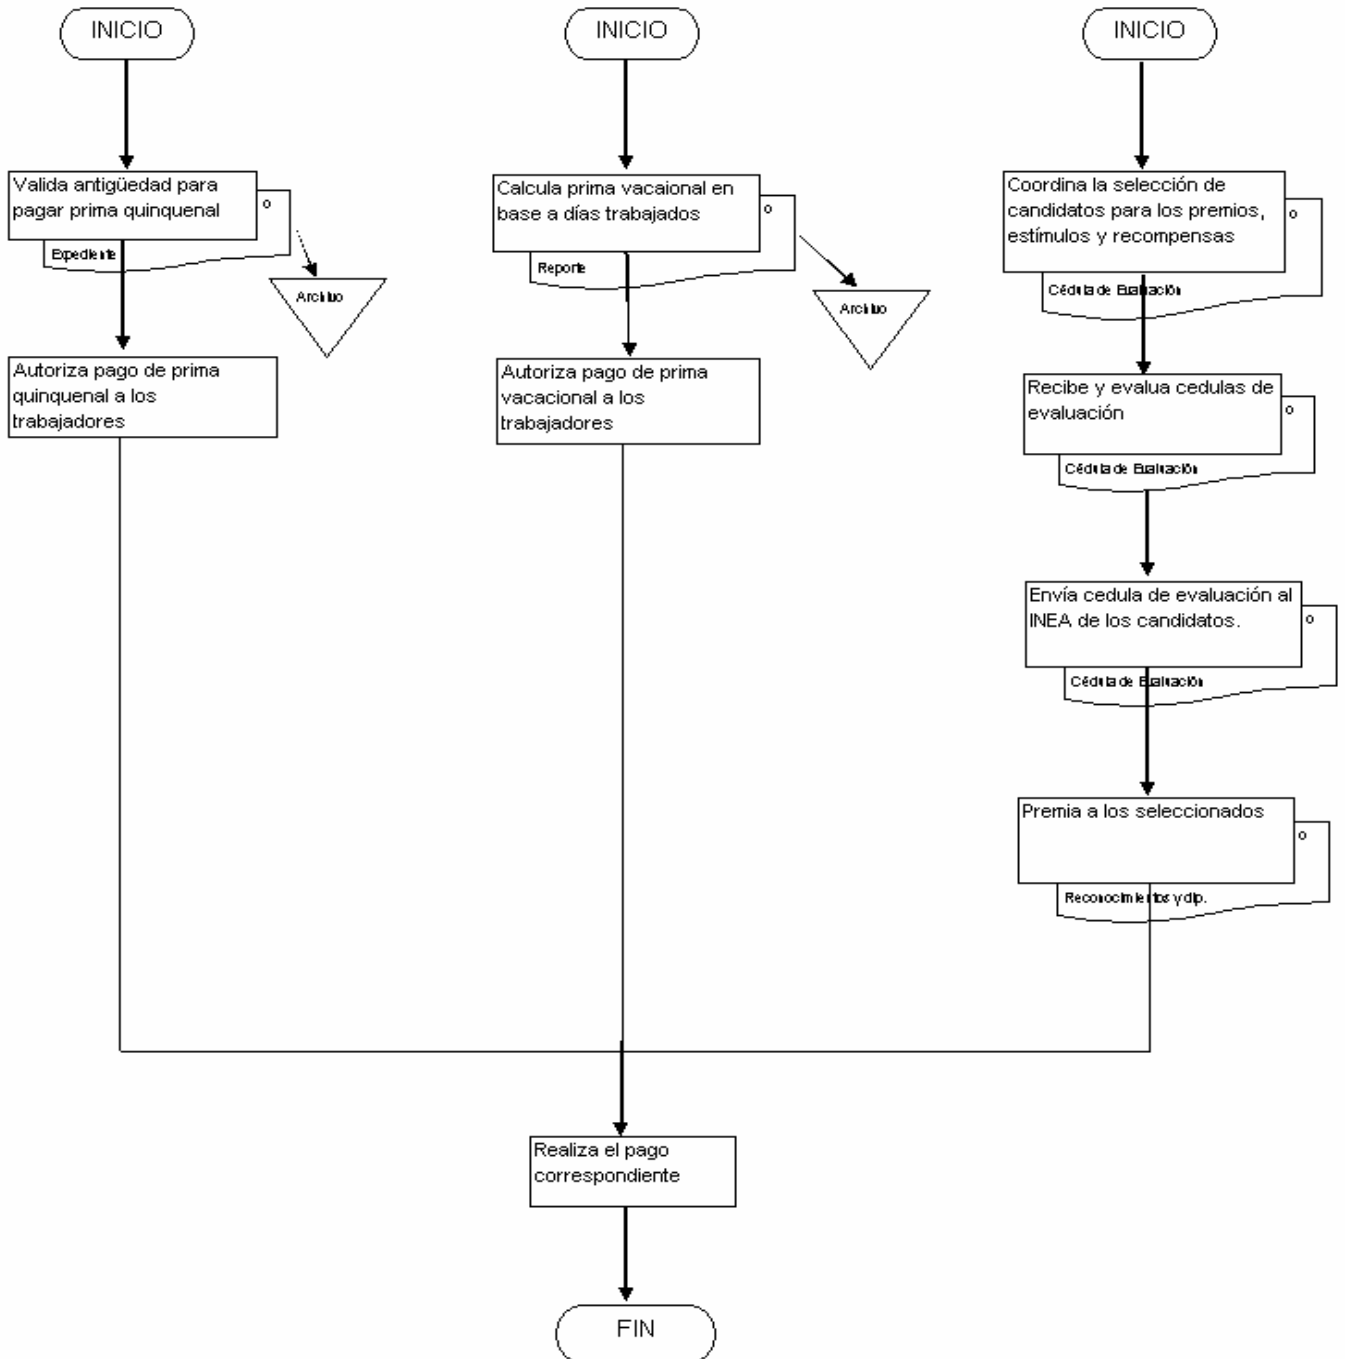 INICIO
INICIO
INICIO
Valida antigüedad para
pagar prima quinquenal
o
Expediente
Archivo
Autoriza pago de prima
quinquenal a los
trabajadores
Calcula prima vacaional en
base a días trabajados
o
Reporte
Archivo
Autoriza pago de prima
vacacional a los
trabajadores
Coordina la selección de
candidatos para los premios,
estímulos y recompensas
o
Cédula de Evaluación
Recibe y evalua cedulas de
evaluación
o
Cédula de Evaluación
Envía cedula de evaluación al
INEA de los candidatos.
o
Cédula de Evaluación
Premia a los seleccionados
o
Reconocimientos y dip.
Realiza el pago
correspondiente
FIN